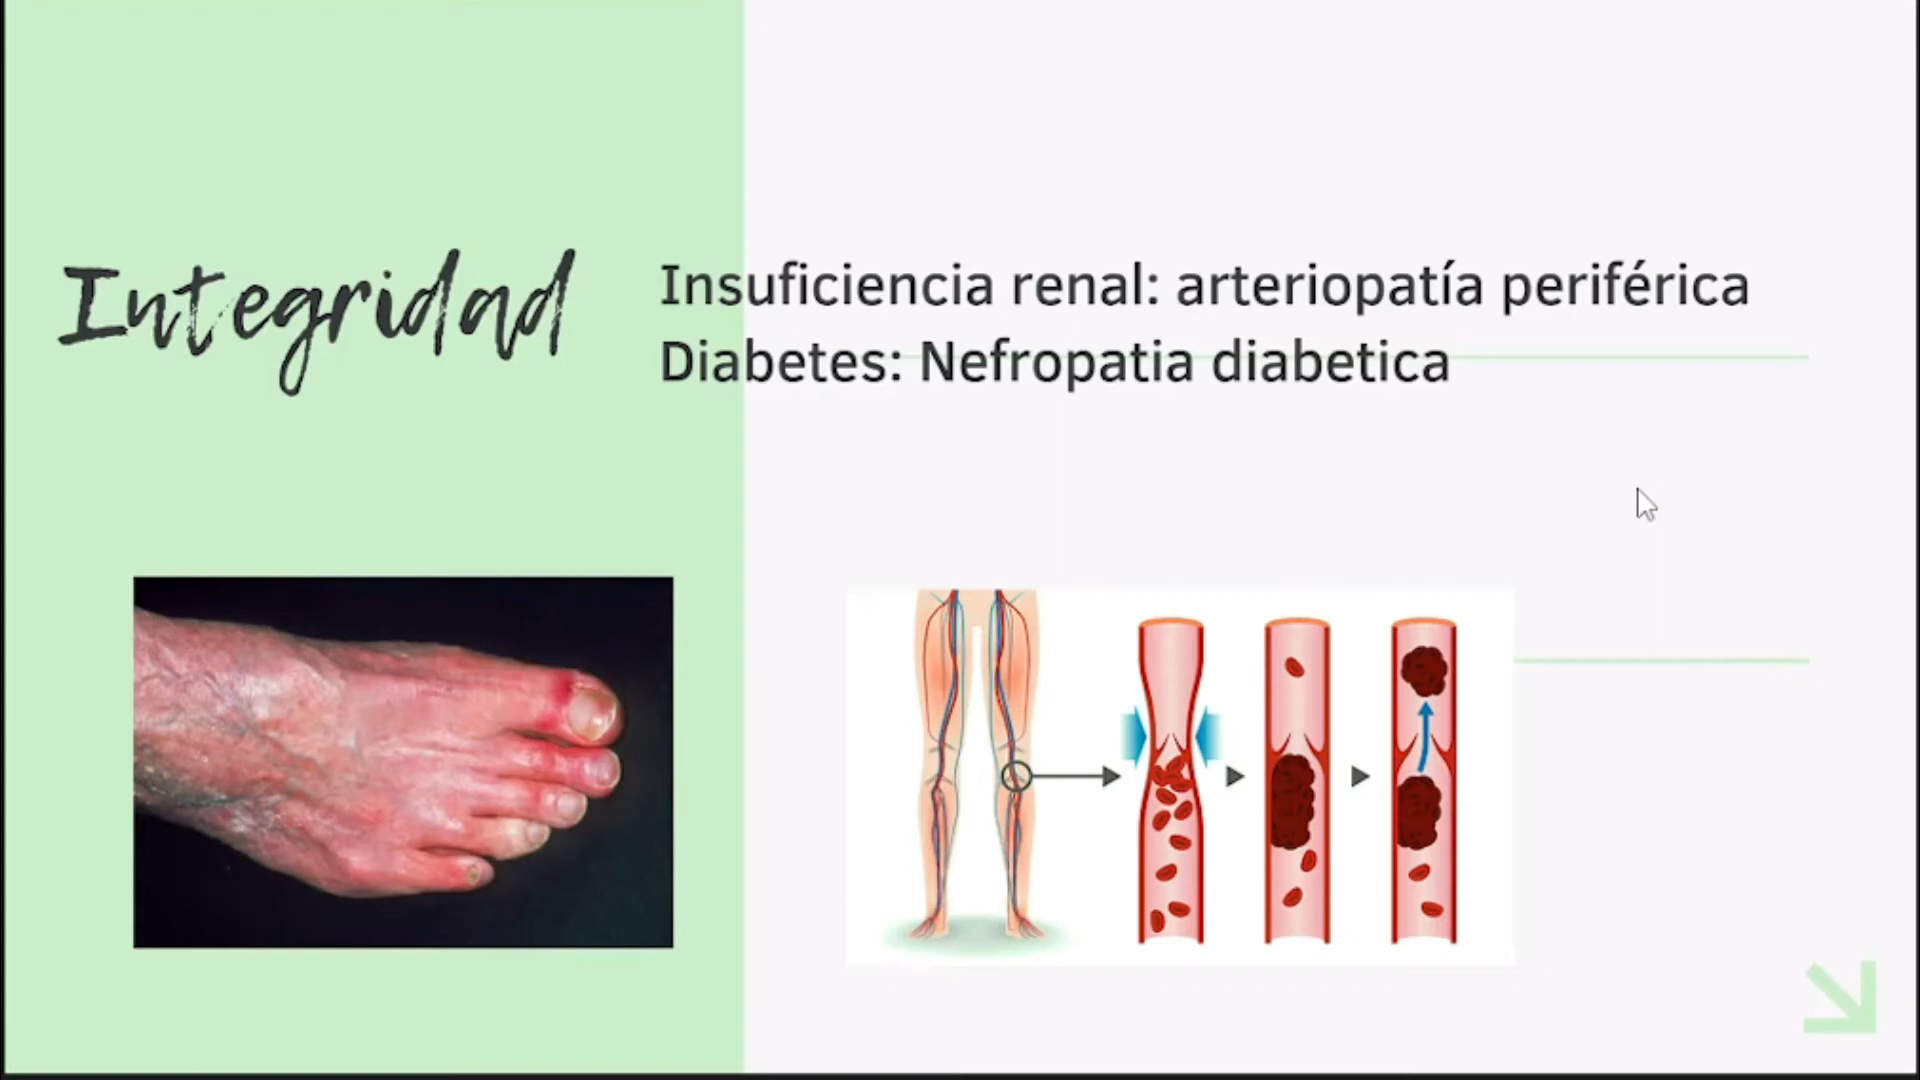 Integridad
Insuficiencia renal: arteriopatía periférica
Diabetes: Nefropatia diabetica